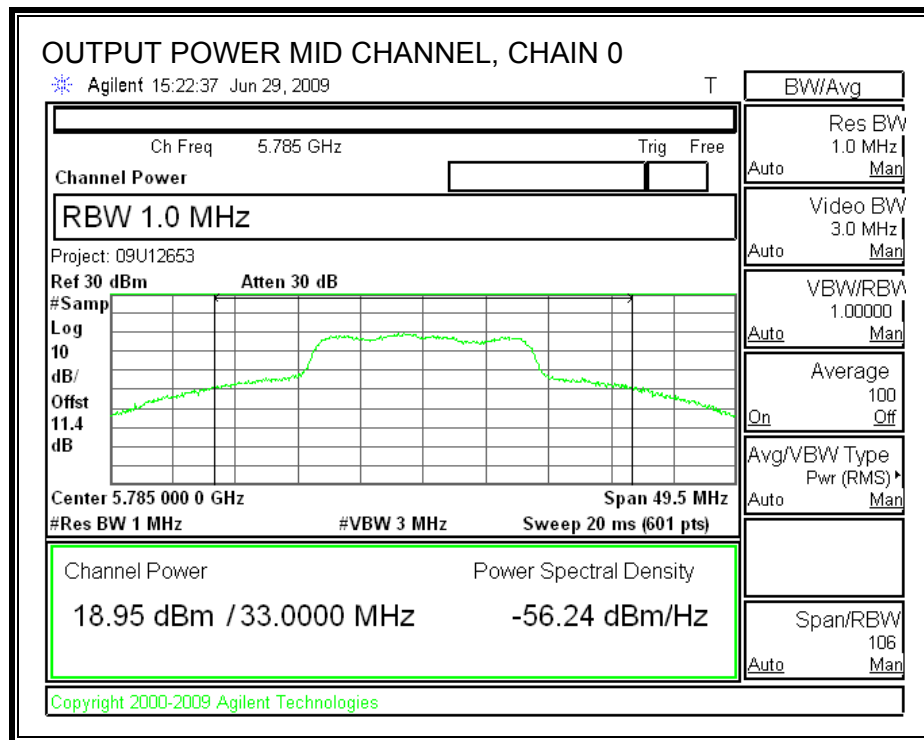 OUTPUT POWER MID CHANNEL, CHAIN 0
Agilent 15:22:37 Jun 29, 2009 T
Ch Freq 5.785 GHz Trig Free
Channel Power
RBW 1.0 MHz
Project: 09U12653
Ref 30 dBm Atten 30 dB
#Samp
Log
10
dB/
Offst
11.4
dB
Center 5.785 000 0 GHz Span 49.5 MHz
#Res BW 1 MHz #VBW 3 MHz Sweep 20 ms (601 pts)
Channel Power Power Spectral Density
18.95 dBm / 33.0000 MHz -56.24 dBm/Hz
Copyright 2000-2009 Agilent Technologies
BW/Avg
Res BW
1.0 MHz
Auto Man
Video BW
3.0 MHz
Auto Man
VBW/RBW
1.00000
Auto Man
Average
100
On Off
Avg/VBW Type
Pwr (RMS)
Auto Man
Span/RBW
106
Auto Man